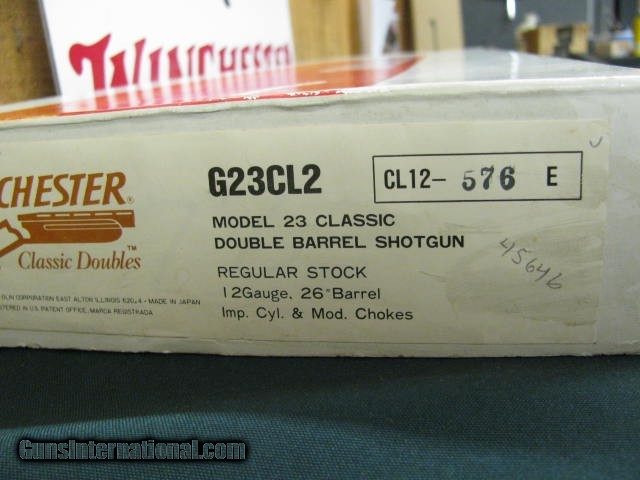 WINCHESTER
CHESTER®
Classic Doubles™
OLIN CORPORATION EAST ALTON ILLINOIS 62024 - MADE IN JAPAN
STERED IN U.S. PATENT OFFICE, MARCA REGISTRADA
G23CL2
CL12- 576 E
MODEL 23 CLASSIC
DOUBLE BARREL SHOTGUN
REGULAR STOCK
12Gauge, 26"Barrel
Imp. Cyl. & Mod. Chokes
45646
GunsInternational.com